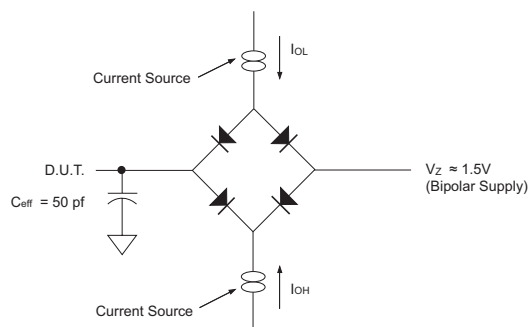 IOL
Current Source
D.U.T.
VZ ≈ 1.5V
(Bipolar Supply)
Ceff = 50 pf
IOH
Current Source